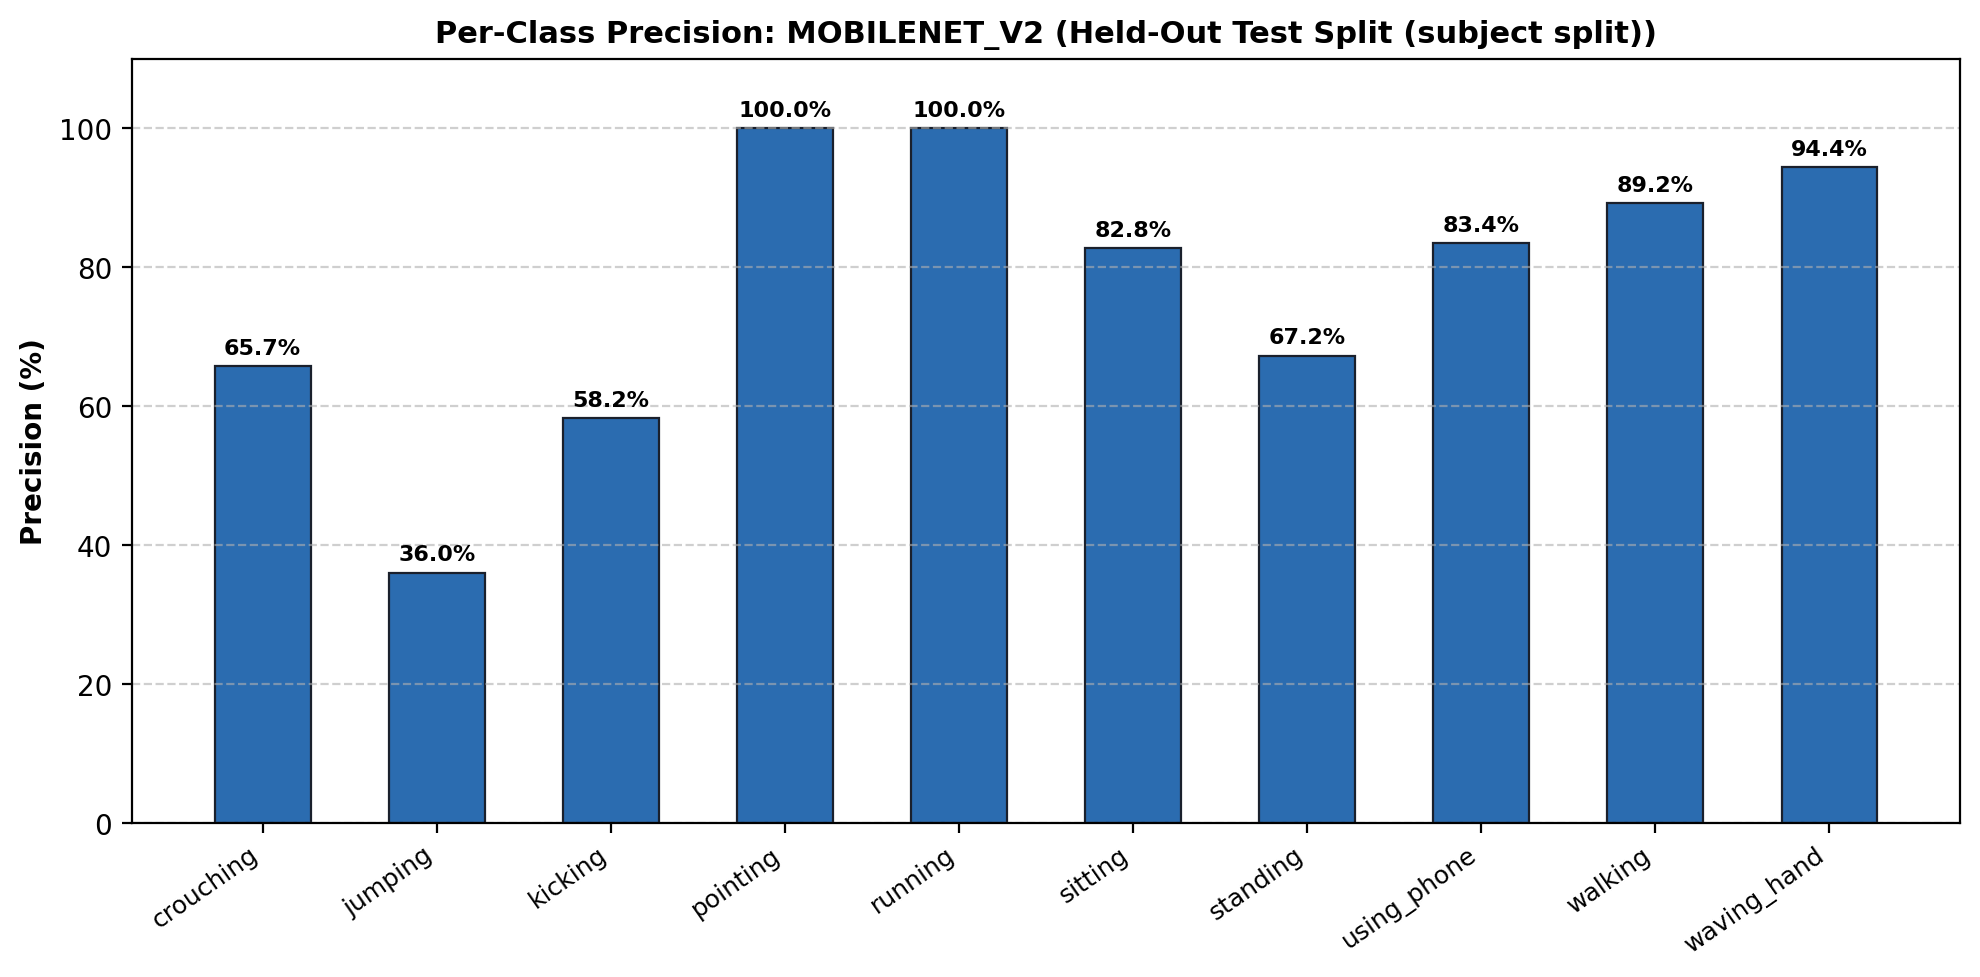 Per-Class Precision: MOBILENET_V2 (Held-Out Test Split (subject split))
Precision (%)
100
80
60
40
20
0
65.7%
36.0%
58.2%
100.0%
100.0%
82.8%
67.2%
83.4%
89.2%
94.4%
crouching
jumping
kicking
pointing
running
sitting
standing
using_phone
walking
waving_hand